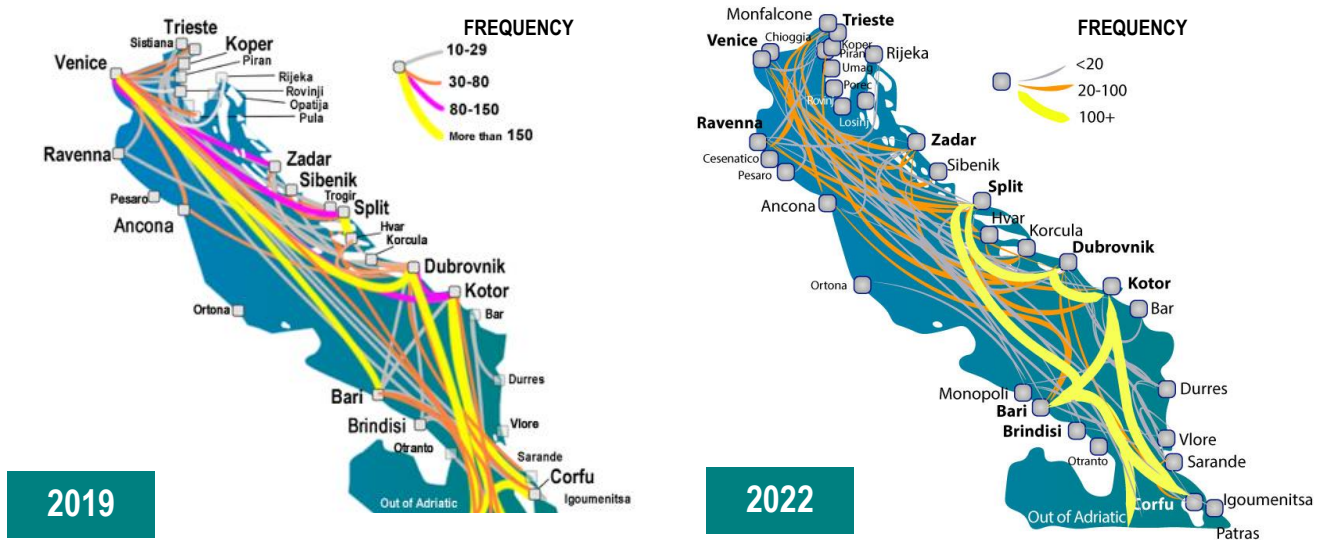 FREQUENCY
10-29
30-80
80-150
More than 150
Trieste
Sistiana
Koper
Piran
Venice
Rijeka
Rovinji
Opatija
Pula
Ravenna
Zadar
Sibenik
Trogir
Pesaro
Split
Ancona
Hvar
Korcula
Dubrovnik
Kotor
Ortona
Bar
Durres
Bari
Brindisi
Vlore
Otranto
Sarande
Corfu
Igoumenitsa
Out of Adriatic
2019
FREQUENCY
<20
20-100
100+
Monfalcone
Trieste
Chioggia
Venice
Koper
Piran
Rijeka
Umag
Porec
Rovinj
Losinj
Ravenna
Zadar
Cesenatico
Sibenik
Pesaro
Split
Ancona
Hvar
Korcula
Dubrovnik
Ortona
Kotor
Bar
Monopoli
Durres
Bari
Brindisi
Vlore
Otranto
Sarande
Corfu
Igoumenitsa
Out of Adriatic
Patras
2022